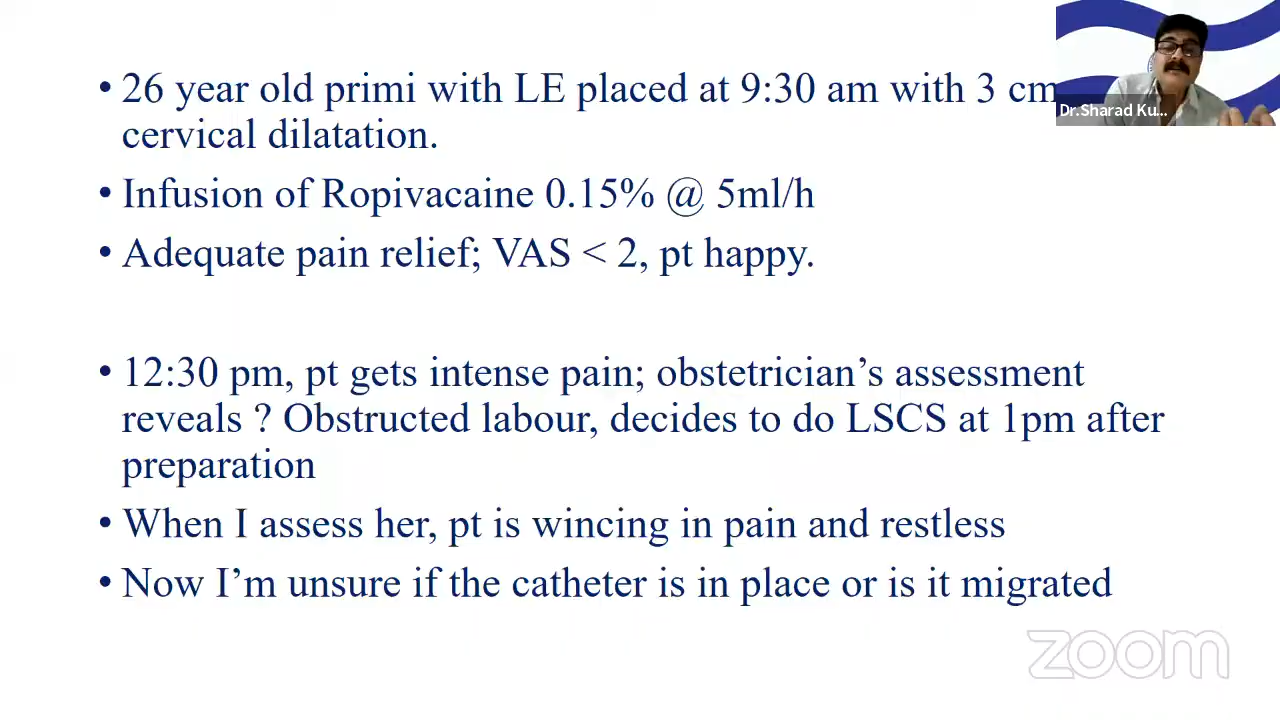 • 26 year old primi with LE placed at 9:30 am with 3 cm
cervical dilatation.
• Infusion of Ropivacaine 0.15% @ 5ml/h
• Adequate pain relief; VAS < 2, pt happy.
• 12:30 pm, pt gets intense pain; obstetrician’s assessment
reveals ? Obstructed labour, decides to do LSCS at 1pm after
preparation
• When I assess her, pt is wincing in pain and restless
• Now I’m unsure if the catheter is in place or is it migrated
Dr.Sharad Ku...
zoom